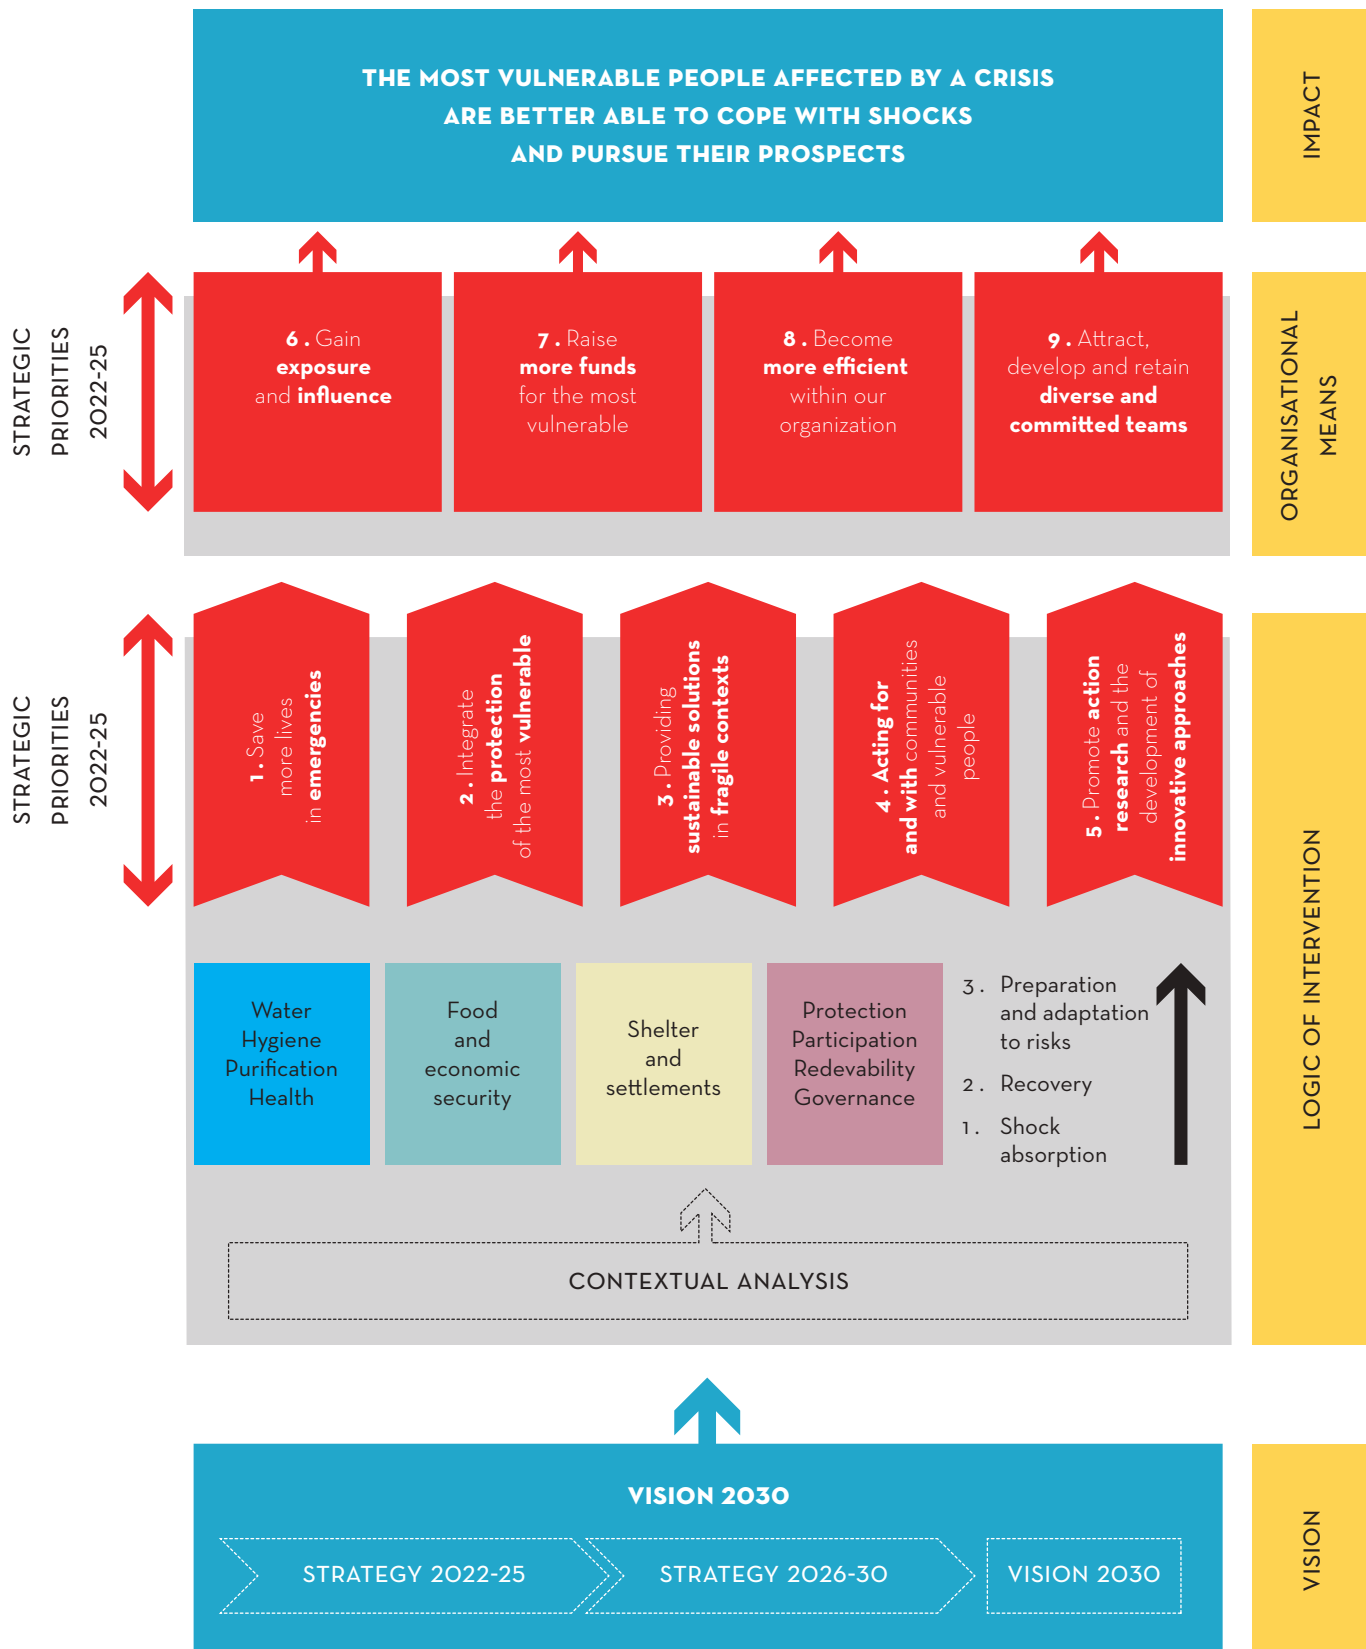 THE MOST VULNERABLE PEOPLE AFFECTED BY A CRISIS
ARE BETTER ABLE TO COPE WITH SHOCKS
AND PURSUE THEIR PROSPECTS
IMPACT
STRATEGIC
PRIORITIES
2022-25
6. Gain
exposure
and influence
7. Raise
more funds
for the most
vulnerable
8. Become
more efficient
within our
organization
9. Attract,
develop and retain
diverse and
committed teams
ORGANISATIONAL
MEANS
STRATEGIC
PRIORITIES
2022-25
1. Save
more lives
in emergencies
2. Integrate
the protection
of the most vulnerable
3. Providing
sustainable solutions
in fragile contexts
4. Acting for
and with communities
and vulnerable
people
5. Promote action
research and the
development of
innovative approaches
LOGIC OF INTERVENTION
Water
Hygiene
Purification
Health
Food
and
economic
security
Shelter
and
settlements
Protection
Participation
Redevability
Governance
3. Preparation
and adaptation
to risks
2. Recovery
1. Shock
absorption
CONTEXTUAL ANALYSIS
VISION 2030
STRATEGY 2022-25
STRATEGY 2026-30
VISION 2030
VISION